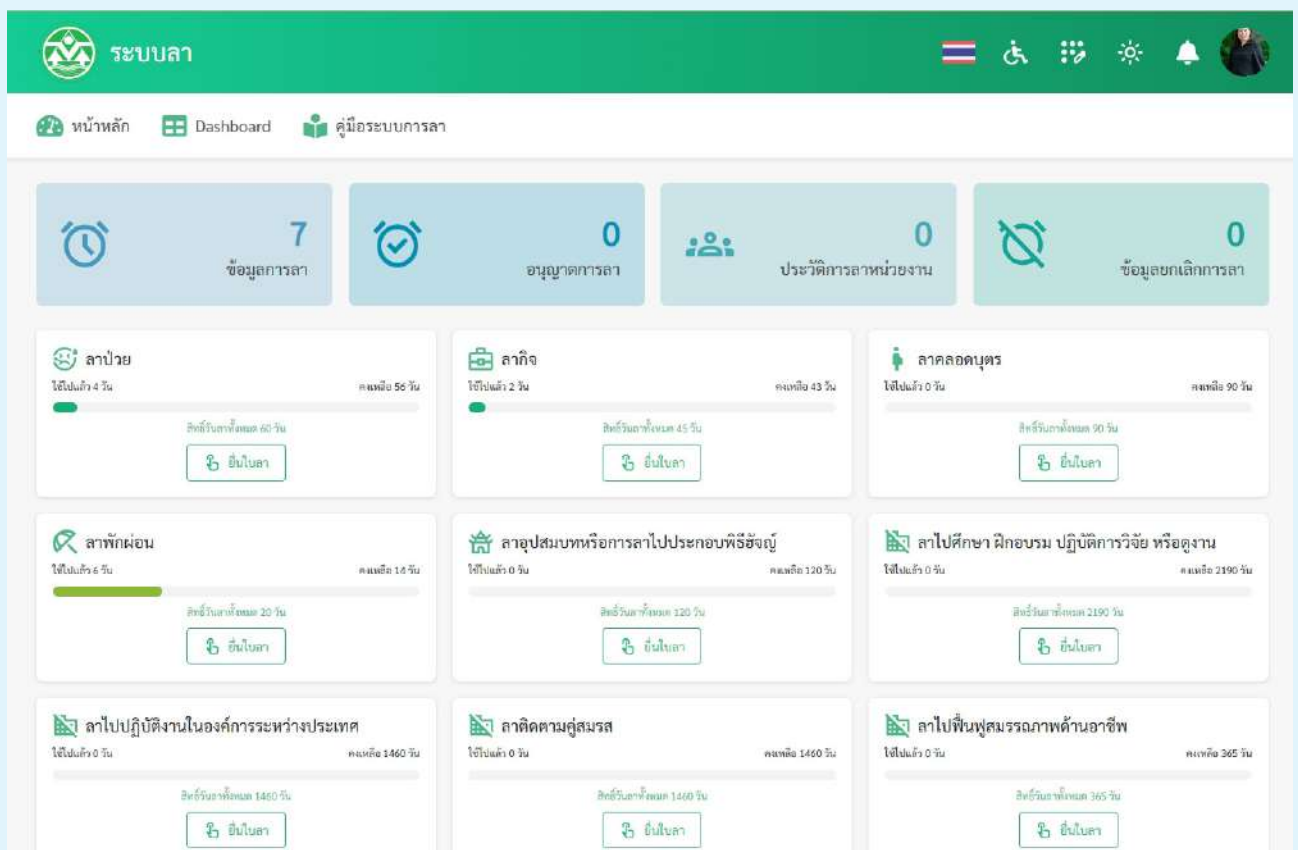 ระบบลา
หน้าหลัก Dashboard คู่มือระบบการลา
7 0 0 0
ข้อมูลการลา อนุญาตการลา ประวัติการลาหน่วยงาน ข้อมูลยกเลิกการลา
ลาป่วย ลากิจ ลาคลอดบุตร
ใช้ไปแล้ว 4 วัน คงเหลือ 56 วัน ใช้ไปแล้ว 2 วัน คงเหลือ 43 วัน ใช้ไปแล้ว 0 วัน คงเหลือ 90 วัน
สิทธิ์วันลาทั้งหมด 60 วัน สิทธิ์วันลาทั้งหมด 45 วัน สิทธิ์วันลาทั้งหมด 90 วัน
ยื่นใบลา ยื่นใบลา ยื่นใบลา
ลาพักผ่อน ลาอุปสมบทหรือการลาไปประกอบพิธีฮัจญ์ ลาไปศึกษา ฝึกอบรม ปฏิบัติการวิจัย หรือดูงาน
ใช้ไปแล้ว 6 วัน คงเหลือ 14 วัน ใช้ไปแล้ว 0 วัน คงเหลือ 120 วัน ใช้ไปแล้ว 0 วัน คงเหลือ 2190 วัน
สิทธิ์วันลาทั้งหมด 20 วัน สิทธิ์วันลาทั้งหมด 120 วัน สิทธิ์วันลาทั้งหมด 2190 วัน
ยื่นใบลา ยื่นใบลา ยื่นใบลา
ลาไปปฏิบัติงานในองค์การระหว่างประเทศ ลาติดตามคู่สมรส ลาไปฟื้นฟูสมรรถภาพด้านอาชีพ
ใช้ไปแล้ว 0 วัน คงเหลือ 1460 วัน ใช้ไปแล้ว 0 วัน คงเหลือ 1460 วัน ใช้ไปแล้ว 0 วัน คงเหลือ 365 วัน
สิทธิ์วันลาทั้งหมด 1460 วัน สิทธิ์วันลาทั้งหมด 1460 วัน สิทธิ์วันลาทั้งหมด 365 วัน
ยื่นใบลา ยื่นใบลา ยื่นใบลา